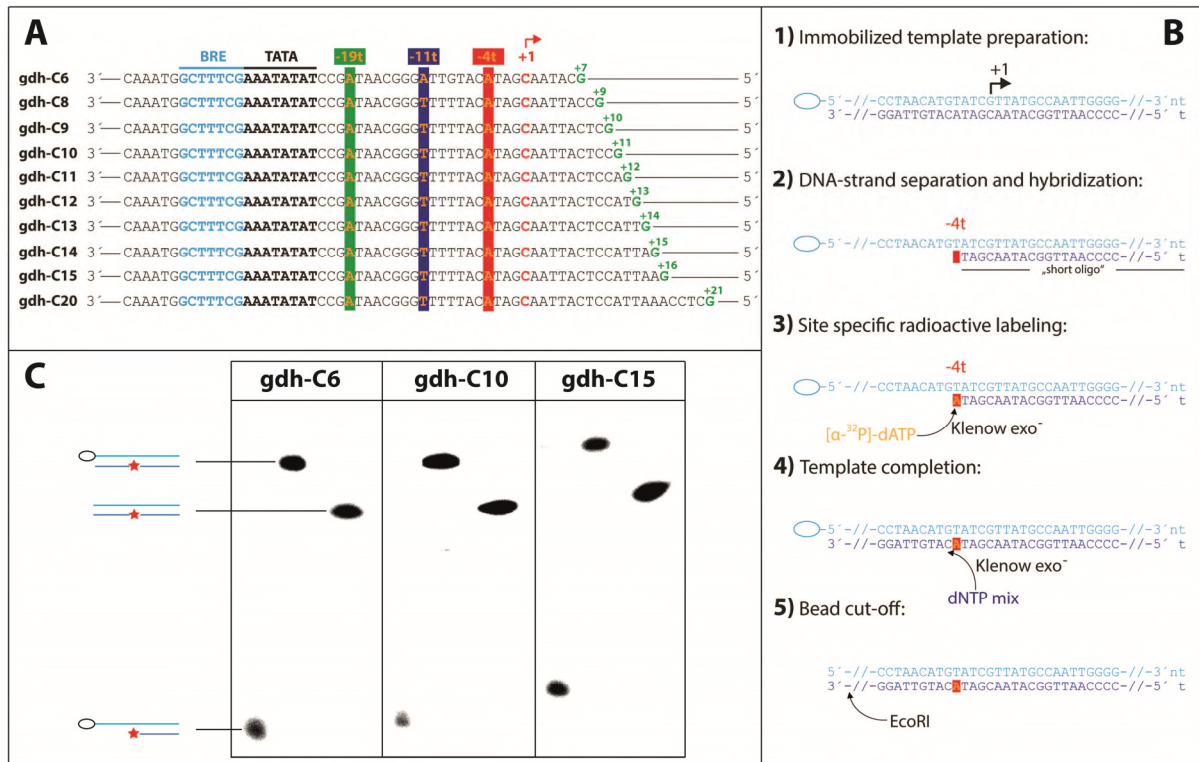 A
BRE TATA -19t -11t -4t +1
gdh-C6 3´ CAAATGGCTTTCGAAATATATCCGATAACGGGATTGTACATAGCAATACG +7 5´
gdh-C8 3´ CAAATGGCTTTCGAAATATATCCGATAACGGGTTTTTACATAGCAATTACCG +9 5´
gdh-C9 3´ CAAATGGCTTTCGAAATATATCCGATAACGGGTTTTTACATAGCAATTACTCG +10 5´
gdh-C10 3´ CAAATGGCTTTCGAAATATATCCGATAACGGGTTTTTACATAGCAATTACTCCG +11 5´
gdh-C11 3´ CAAATGGCTTTCGAAATATATCCGATAACGGGTTTTTACATAGCAATTACTCCAG +12 5´
gdh-C12 3´ CAAATGGCTTTCGAAATATATCCGATAACGGGTTTTTACATAGCAATTACTCCATG +13 5´
gdh-C13 3´ CAAATGGCTTTCGAAATATATCCGATAACGGGTTTTTACATAGCAATTACTCCATTG +14 5´
gdh-C14 3´ CAAATGGCTTTCGAAATATATCCGATAACGGGTTTTTACATAGCAATTACTCCATTAG +15 5´
gdh-C15 3´ CAAATGGCTTTCGAAATATATCCGATAACGGGTTTTTACATAGCAATTACTCCATTAAG +16 5´
gdh-C20 3´ CAAATGGCTTTCGAAATATATCCGATAACGGGTTTTTACATAGCAATTACTCCATTAAACCTCG +21 5´
B
1) Immobilized template preparation:
+1
5´-//-CCTAACATGTATCGTTATGCCAATTGGGG-//-3´nt
3´-//-GGATTGTACATAGCAATACGGTTAACCCC-//-5´ t
2) DNA-strand separation and hybridization:
-4t
5´-//-CCTAACATGTATCGTTATGCCAATTGGGG-//-3´nt
TAGCAATACGGTTAACCCC-//-5´ t
„short oligo“
3) Site specific radioactive labeling:
-4t
5´-//-CCTAACATGTATCGTTATGCCAATTGGGG-//-3´nt
ATAGCAATACGGTTAACCCC-//-5´ t
[α-³²P]-dATP Klenow exo⁻
4) Template completion:
5´-//-CCTAACATGTATCGTTATGCCAATTGGGG-//-3´nt
3´-//-GGATTGTACATAGCAATACGGTTAACCCC-//-5´ t
Klenow exo⁻
dNTP mix
5) Bead cut-off:
5´-//-CCTAACATGTATCGTTATGCCAATTGGGG-//-3´nt
3´-//-GGATTGTACATAGCAATACGGTTAACCCC-//-5´ t
EcoRI
C
gdh-C6 gdh-C10 gdh-C15